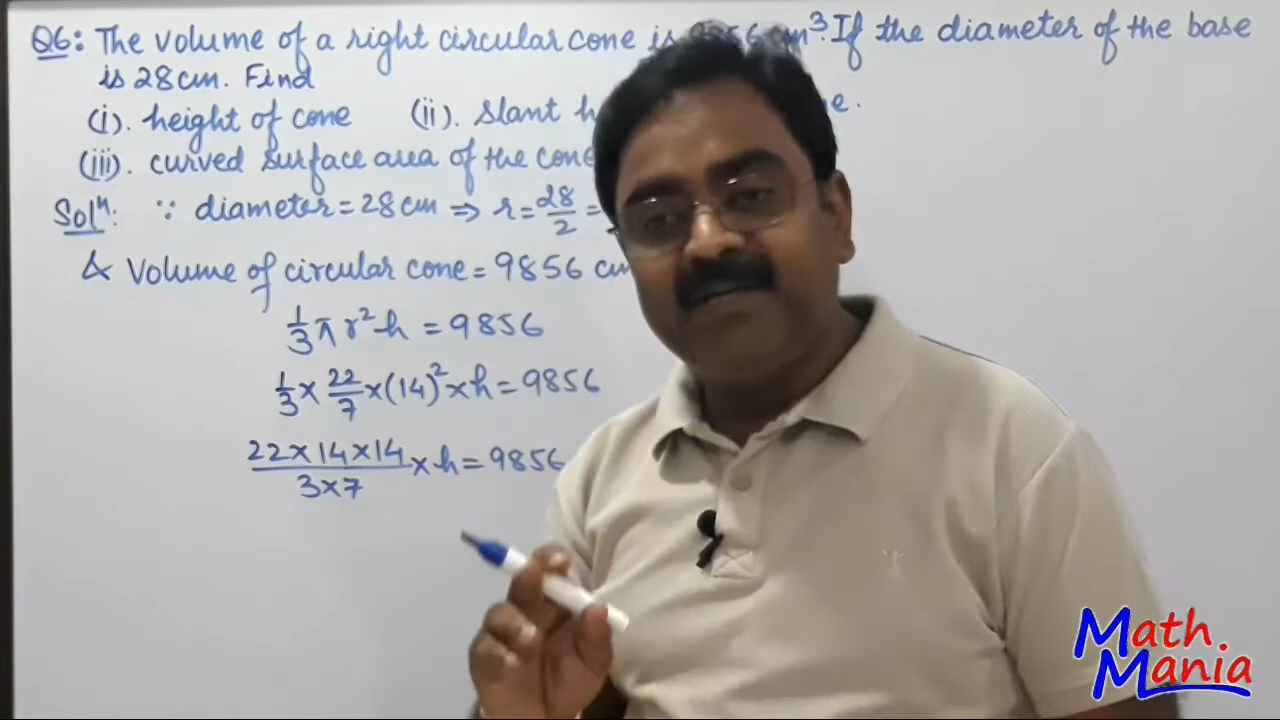 Q6: The volume of a right circular cone is 9856 cm³. If the diameter of the base
is 28cm. Find
(i). height of cone (ii). slant
(iii). curved surface area of the cone
Solⁿ: ∵ diameter = 28cm ⇒ r = 28/2 =
& Volume of circular cone = 9856 cm
1/3 π r² h = 9856
1/3 × 22/7 × (14)² × h = 9856
22×14×14/3×7 × h = 9856
Math
Mania